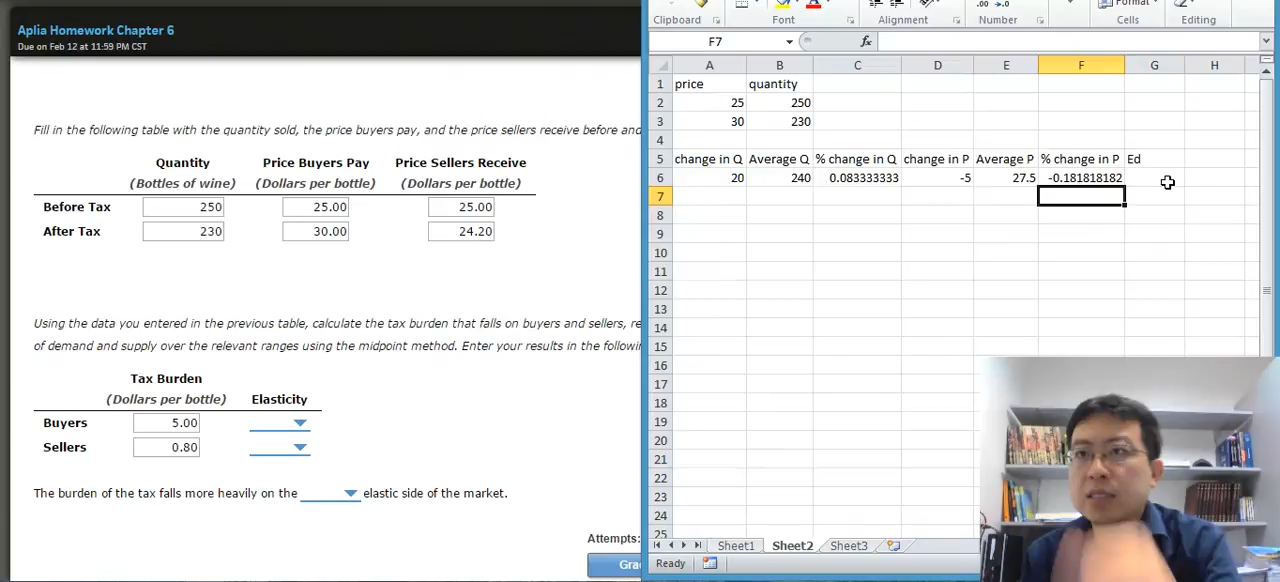 Aplia Homework Chapter 6
Due on Feb 12 at 11:59 PM CST
Fill in the following table with the quantity sold, the price buyers pay, and the price sellers receive before and
Quantity Price Buyers Pay Price Sellers Receive
(Bottles of wine) (Dollars per bottle) (Dollars per bottle)
Before Tax 250 25.00 25.00
After Tax 230 30.00 24.20
Using the data you entered in the previous table, calculate the tax burden that falls on buyers and sellers, re
of demand and supply over the relevant ranges using the midpoint method. Enter your results in the followin
Tax Burden
(Dollars per bottle) Elasticity
Buyers 5.00
Sellers 0.80
The burden of the tax falls more heavily on the elastic side of the market.
Attempts:
Gra
Format
Clipboard Font Alignment Number Cells Editing
F7 fx
A B C D E F G H
1 price quantity
2 25 250
3 30 230
4
5 change in Q Average Q % change in Q change in P Average P % change in P Ed
6 20 240 0.083333333 -5 27.5 -0.181818182
7
8
9
10
11
12
13
14
15
16
17
18
19
20
21
22
23
24
25
Sheet1 Sheet2 Sheet3
Ready